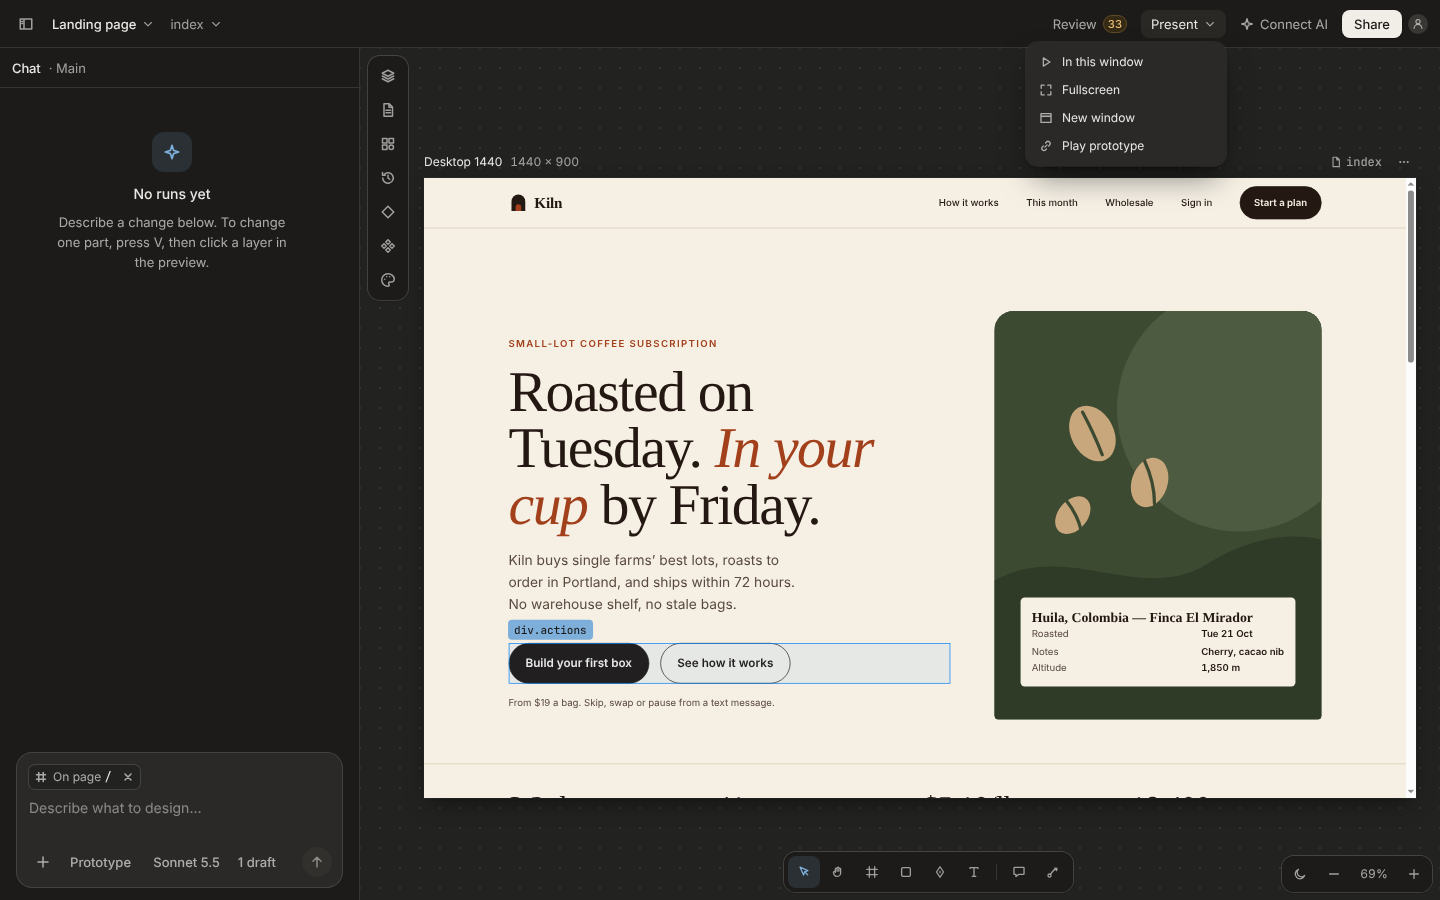 Landing page
index
Review 33
Present
Connect AI
Share
Chat · Main
In this window
Fullscreen
New window
Play prototype
No runs yet
Describe a change below. To change
one part, press V, then click a layer in
the preview.
Desktop 1440 1440 × 900
index
Kiln
How it works
This month
Wholesale
Sign in
Start a plan
SMALL-LOT COFFEE SUBSCRIPTION
Roasted on
Tuesday. In your
cup by Friday.
Kiln buys single farms’ best lots, roasts to
order in Portland, and ships within 72 hours.
No warehouse shelf, no stale bags.
div.actions
Build your first box
See how it works
From $19 a bag. Skip, swap or pause from a text message.
Huila, Colombia — Finca El Mirador
Roasted Tue 21 Oct
Notes Cherry, cacao nib
Altitude 1,850 m
On page /
Describe what to design...
Prototype
Sonnet 5.5
1 draft
69%